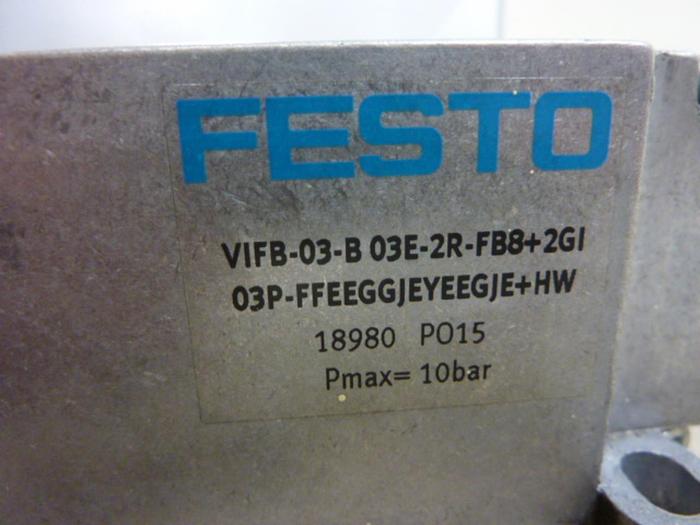 FESTO
VIFB-03-B 03E-2R-FB8+2GI
03P-FFEEGGJEYEEGJE+HW
18980 PO15
Pmax= 10bar